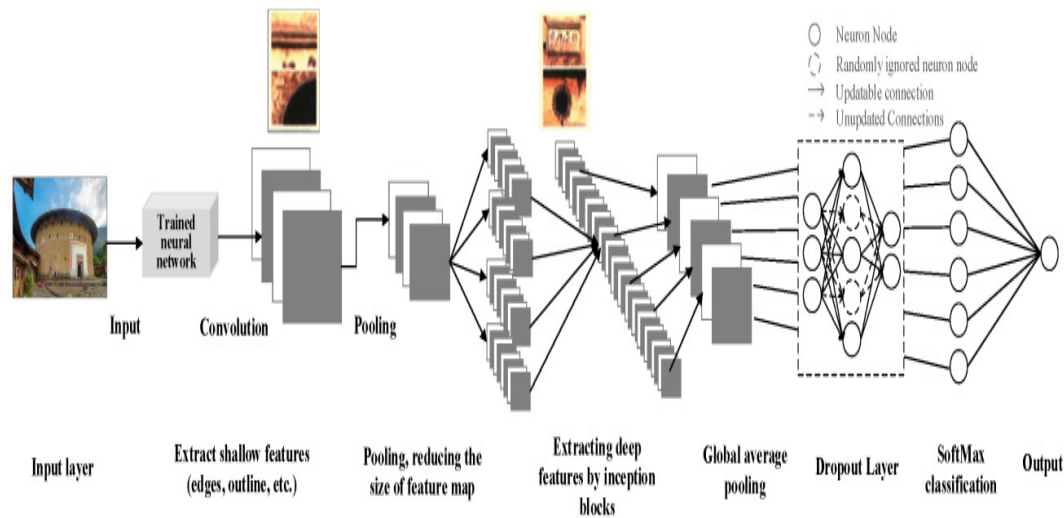 Neuron Node
Randomly ignored neuron node
Updatable connection
Unupdated Connections
Trained
neural
network
Input
Convolution
Pooling
Input layer
Extract shallow features
(edges, outline, etc.)
Pooling, reducing the
size of feature map
Extracting deep
features by inception
blocks
Global average
pooling
Dropout Layer
SoftMax
classification
Output